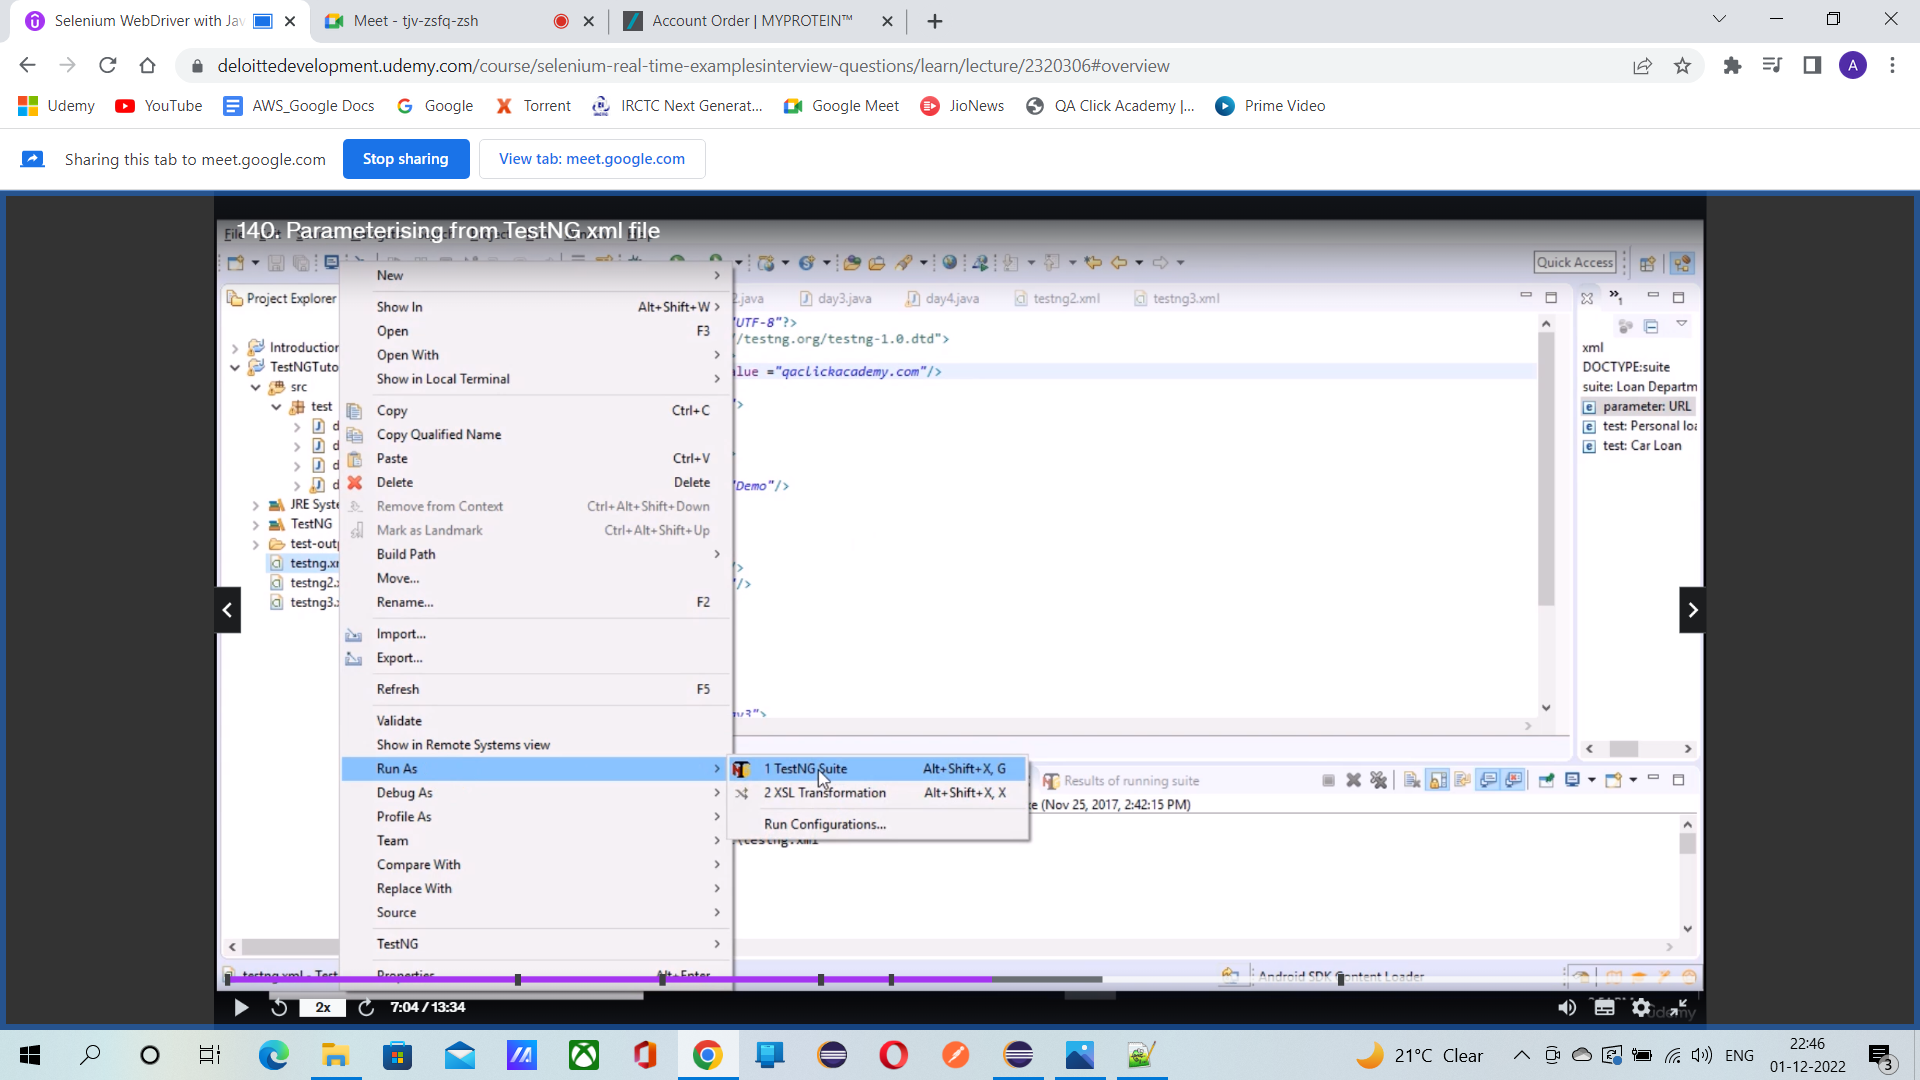 Selenium WebDriver with Jav
Meet - tjv-zsfq-zsh
Account Order | MYPROTEIN™
deloittedevelopment.udemy.com/course/selenium-real-time-examplesinterview-questions/learn/lecture/2320306#overview
A
Udemy
YouTube
AWS_Google Docs
Google
Torrent
IRCTC Next Generat...
Google Meet
JioNews
QA Click Academy |...
Prime Video
Sharing this tab to meet.google.com
Stop sharing
View tab: meet.google.com
140. Parameterising from TestNG xml file
Quick Access
Project Explorer
2.java
day3.java
day4.java
testng2.xml
testng3.xml
Introduction
TestNGTuto
src
test
JRE Syste
TestNG
test-outp
testng.xm
testng2.x
testng3.x
New
Show In Alt+Shift+W
Open F3
Open With
Show in Local Terminal
Copy Ctrl+C
Copy Qualified Name
Paste Ctrl+V
Delete Delete
Remove from Context Ctrl+Alt+Shift+Down
Mark as Landmark Ctrl+Alt+Shift+Up
Build Path
Move...
Rename... F2
Import...
Export...
Refresh F5
Validate
Show in Remote Systems view
Run As
Debug As
Profile As
Team
Compare With
Replace With
Source
TestNG
Properties Alt+Enter
1 TestNG Suite Alt+Shift+X, G
2 XSL Transformation Alt+Shift+X, X
Run Configurations...
"UTF-8"?>
//testng.org/testng-1.0.dtd">
alue ="qaclickacademy.com"/>
">
"Demo"/>
"/>
"/>
ay3">
xml
DOCTYPE:suite
suite: Loan Departm
parameter: URL
test: Personal loa
test: Car Loan
Results of running suite
(Nov 25, 2017, 2:42:15 PM)
\testng.xml
testng.xml - Test
Android SDK Content Loader
2x
7:04 / 13:34
udemy
21°C Clear
ENG
22:46
01-12-2022
3